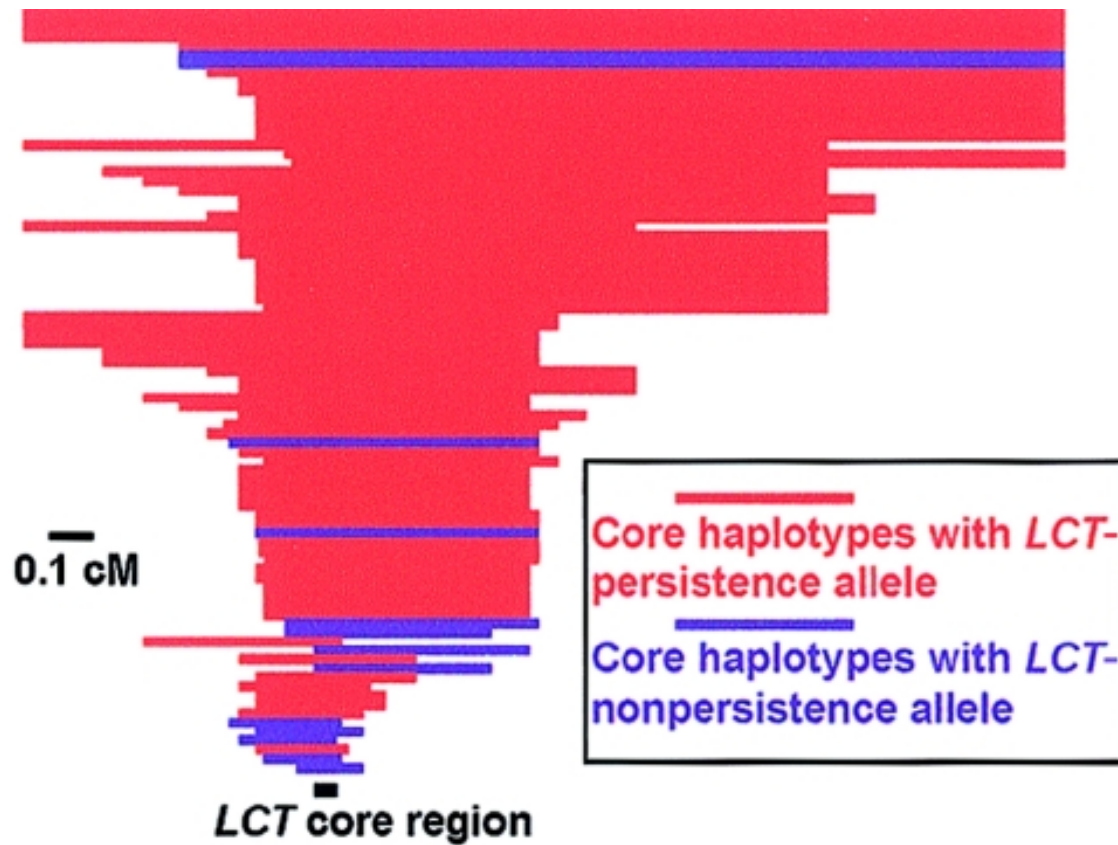 0.1 cM
Core haplotypes with LCT-
persistence allele
Core haplotypes with LCT-
nonpersistence allele
LCT core region